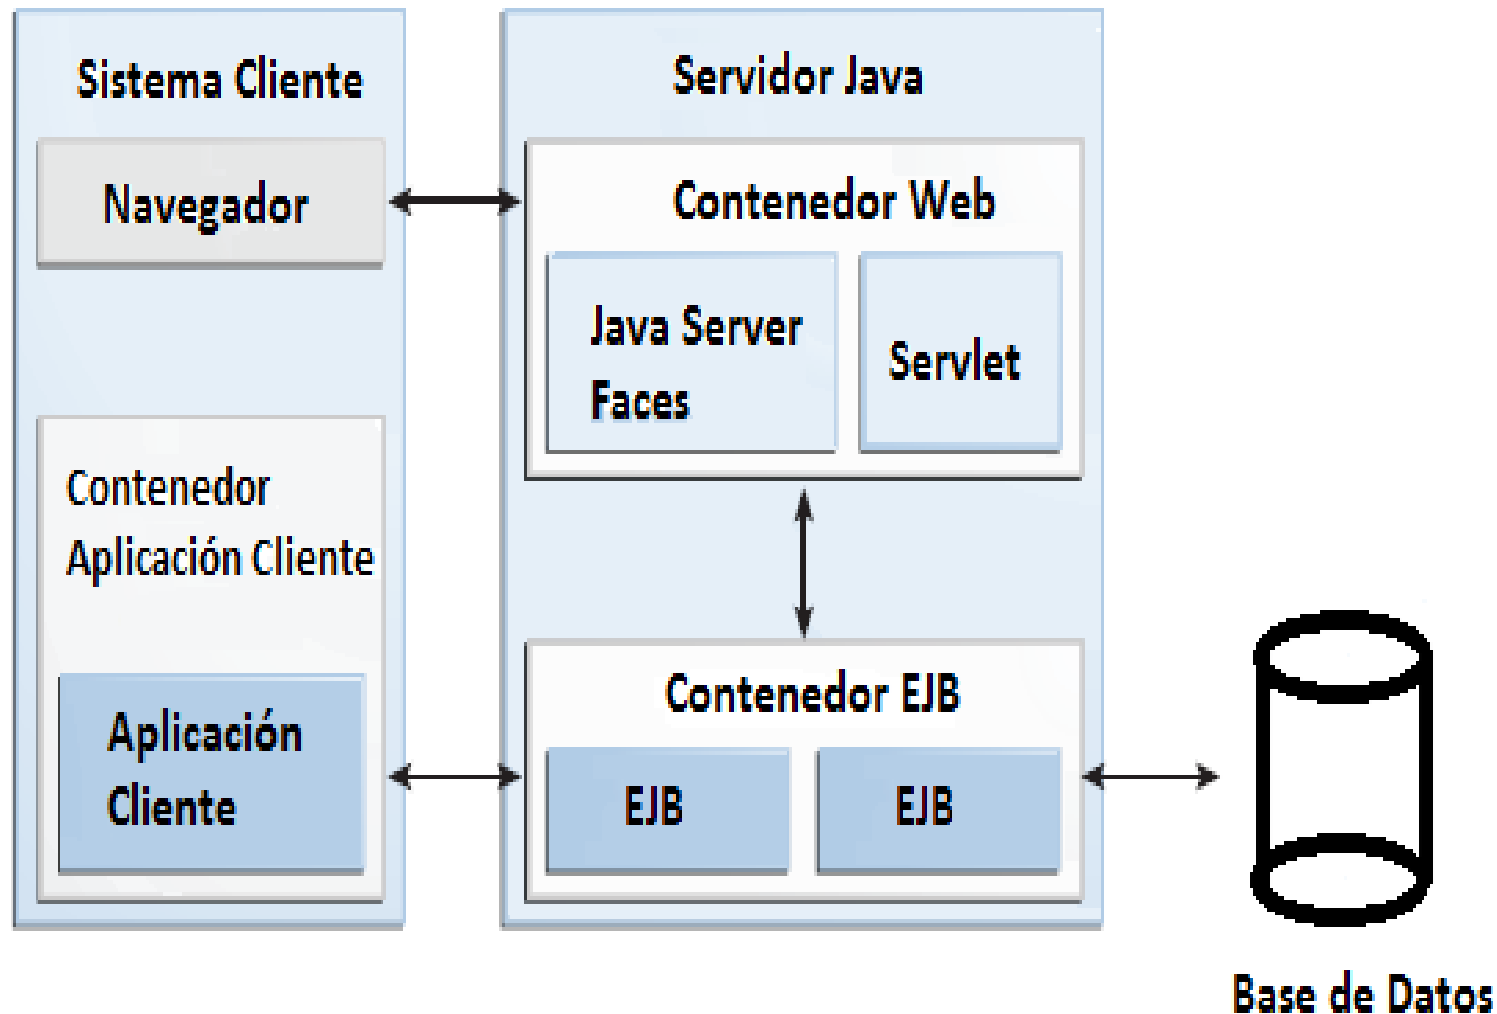 Sistema Cliente
Navegador
Contenedor
Aplicación Cliente
Aplicación
Cliente
Servidor Java
Contenedor Web
Java Server
Faces
Servlet
Contenedor EJB
EJB
EJB
Base de Datos